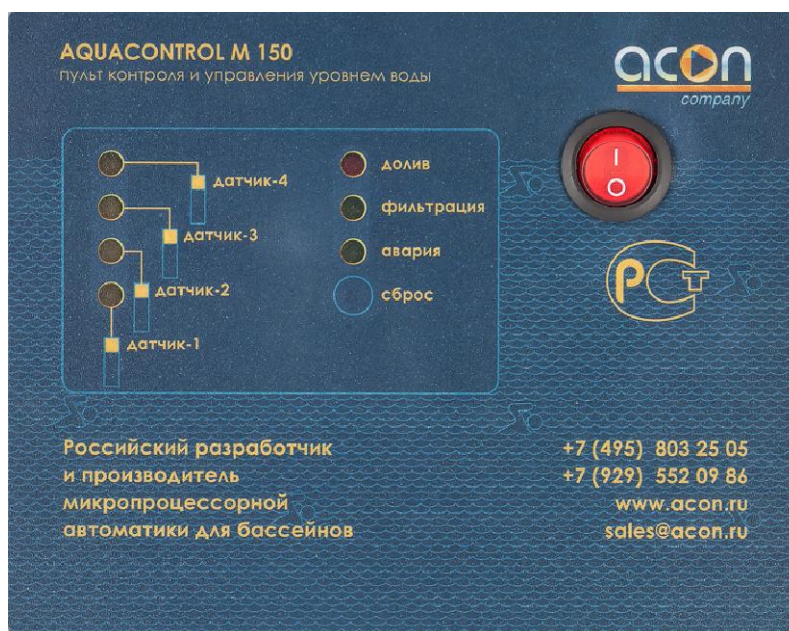 AQUACONTROL M 150
пульт контроля и управления уровнем воды
acon
company
датчик-4
датчик-3
датчик-2
датчик-1
долив
фильтрация
авария
сброс
I
O
РСТ
Российский разработчик
и производитель
микропроцессорной
автоматики для бассейнов
+7 (495) 803 25 05
+7 (929) 552 09 86
www.acon.ru
sales@acon.ru